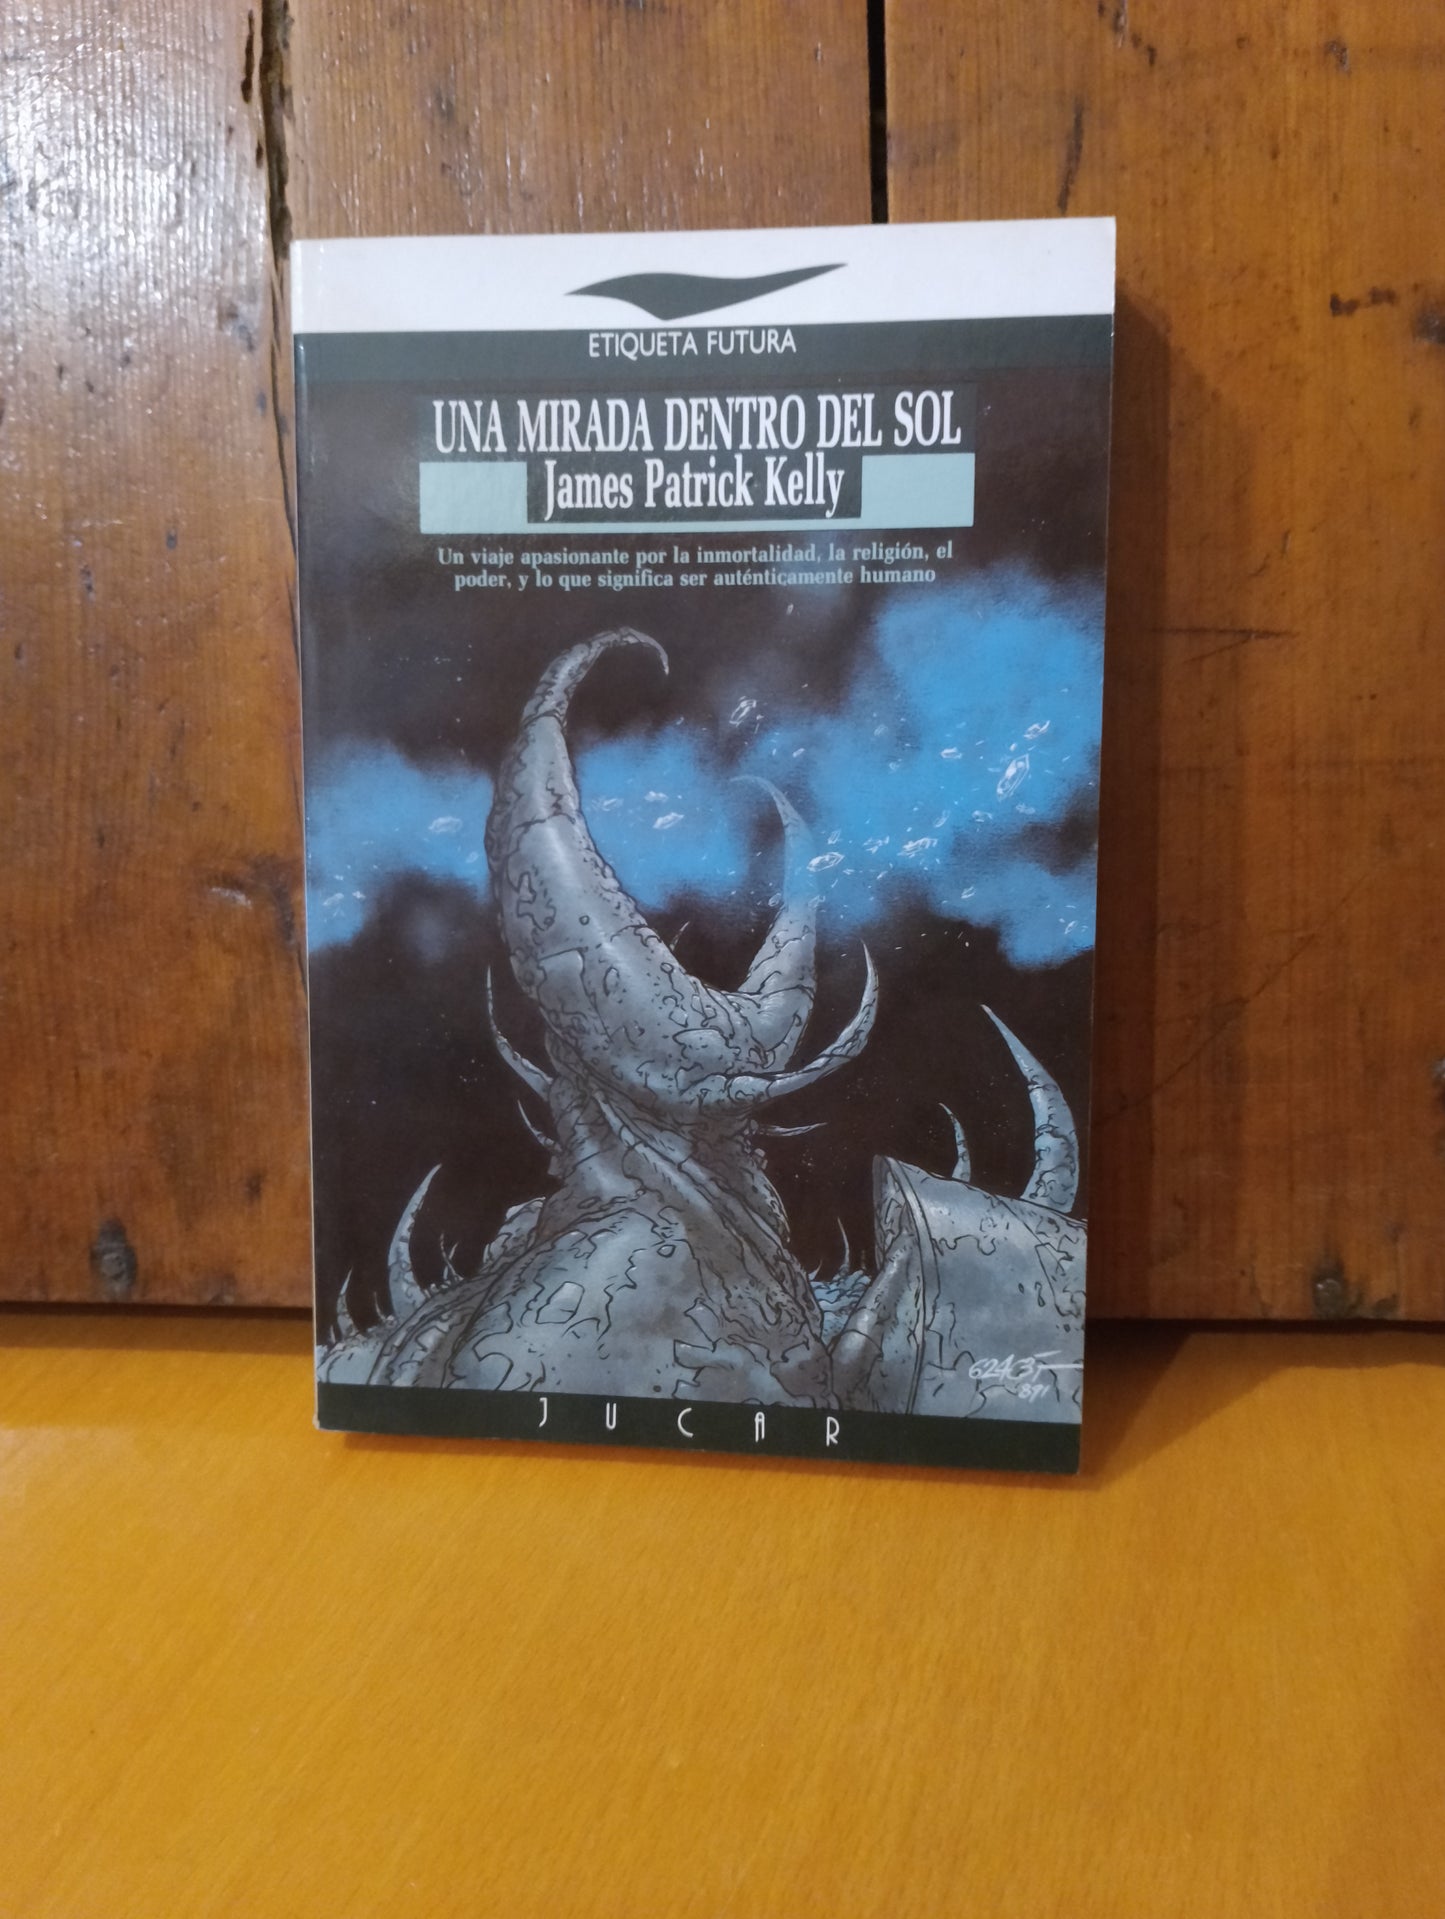 ETIQUETA FUTURA
UNA MIRADA DENTRO DEL SOL
James Patrick Kelly
Un viaje apasionante por la inmortalidad, la religión, el
poder, y lo que significa ser auténticamente humano
JUCAR